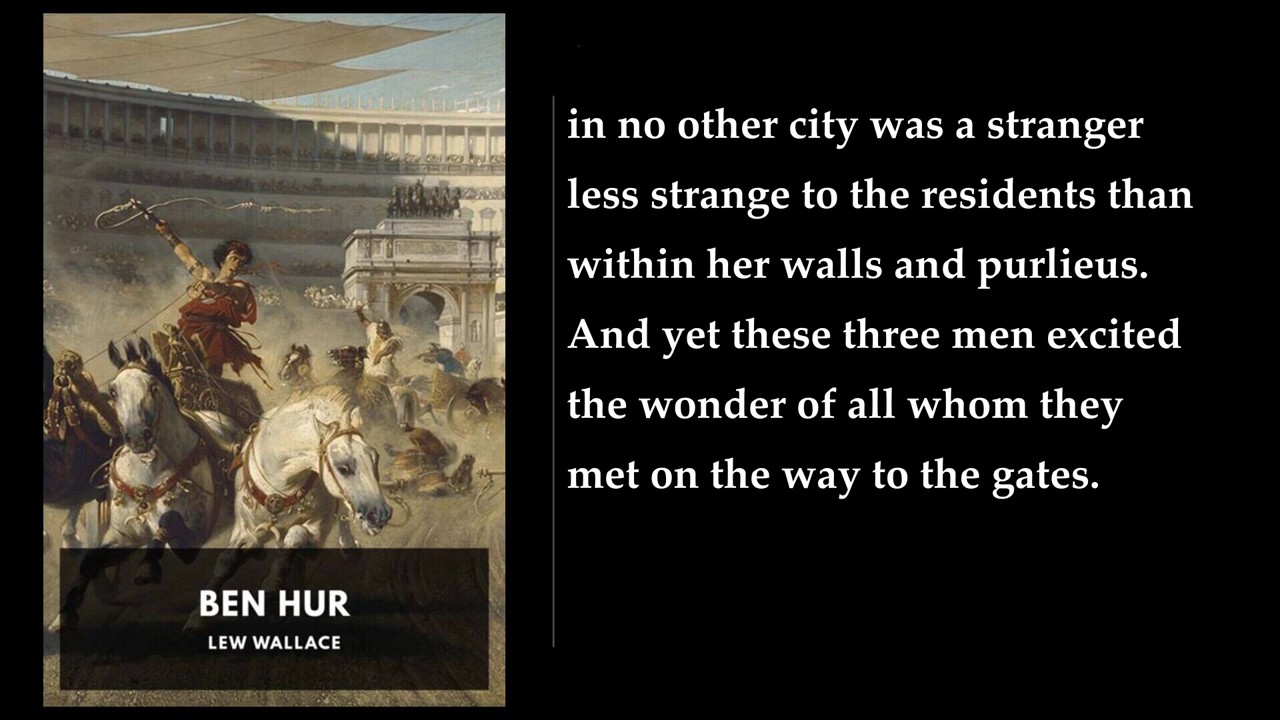 BEN HUR
LEW WALLACE
in no other city was a stranger
less strange to the residents than
within her walls and purlieus.
And yet these three men excited
the wonder of all whom they
met on the way to the gates.